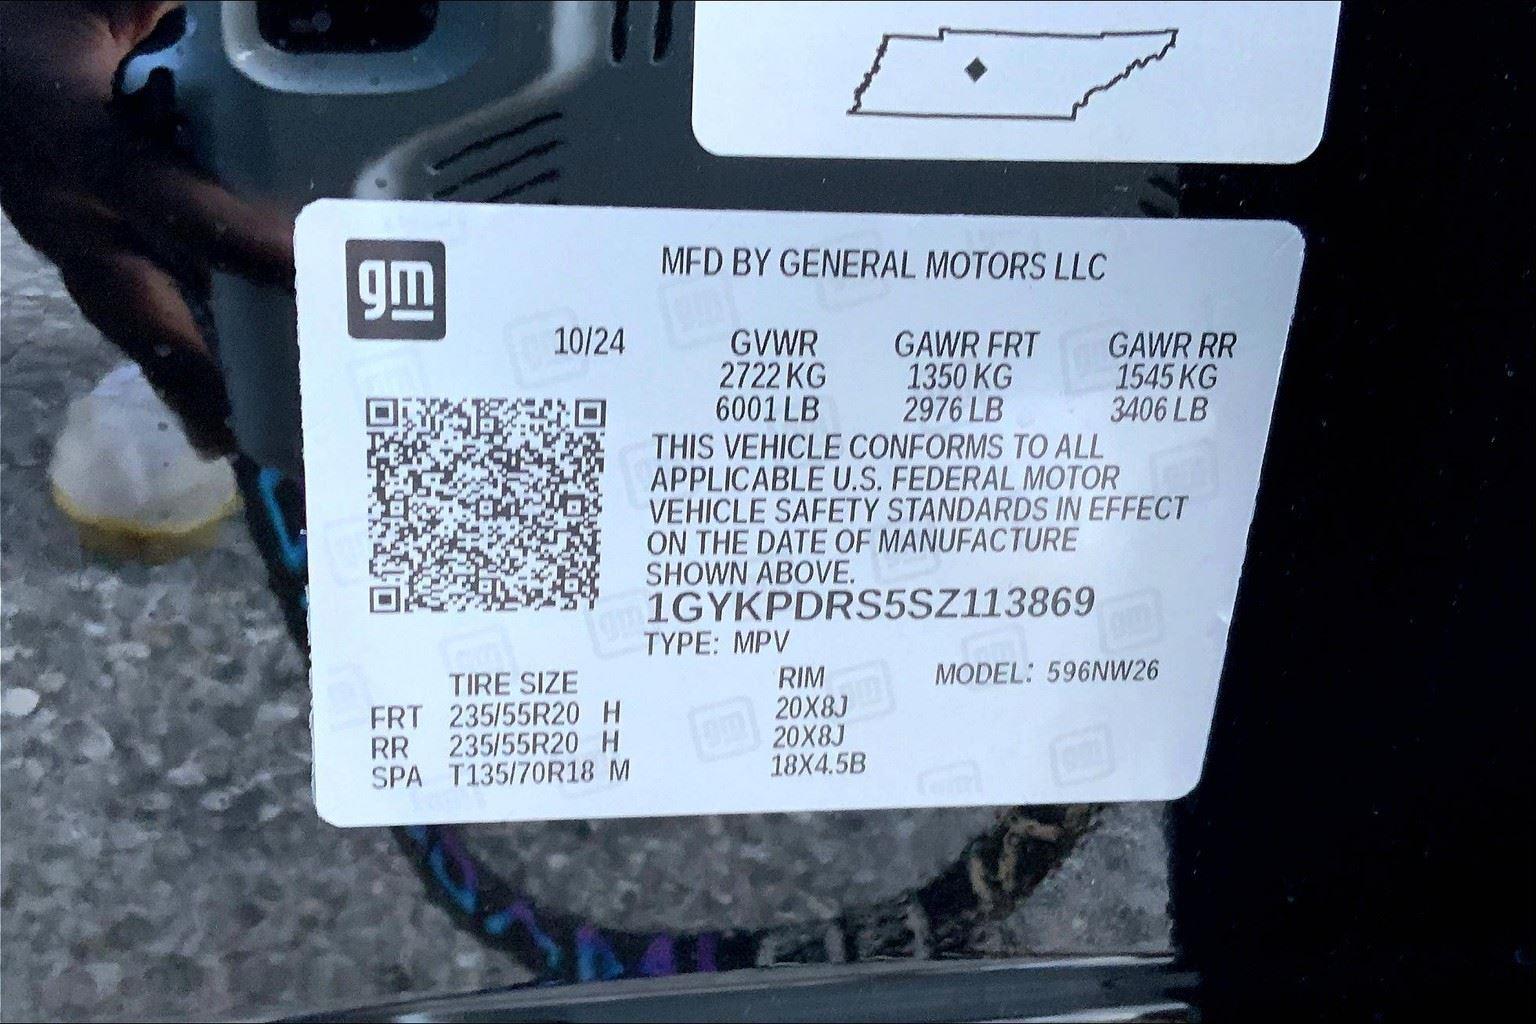 gm
MFD BY GENERAL MOTORS LLC
10/24 GVWR GAWR FRT GAWR RR
2722 KG 1350 KG 1545 KG
6001 LB 2976 LB 3406 LB
THIS VEHICLE CONFORMS TO ALL
APPLICABLE U.S. FEDERAL MOTOR
VEHICLE SAFETY STANDARDS IN EFFECT
ON THE DATE OF MANUFACTURE
SHOWN ABOVE.
1GYKPDRS5SZ113869
TYPE: MPV
TIRE SIZE RIM MODEL: 596NW26
FRT 235/55R20 H 20X8J
RR 235/55R20 H 20X8J
SPA T135/70R18 M 18X4.5B